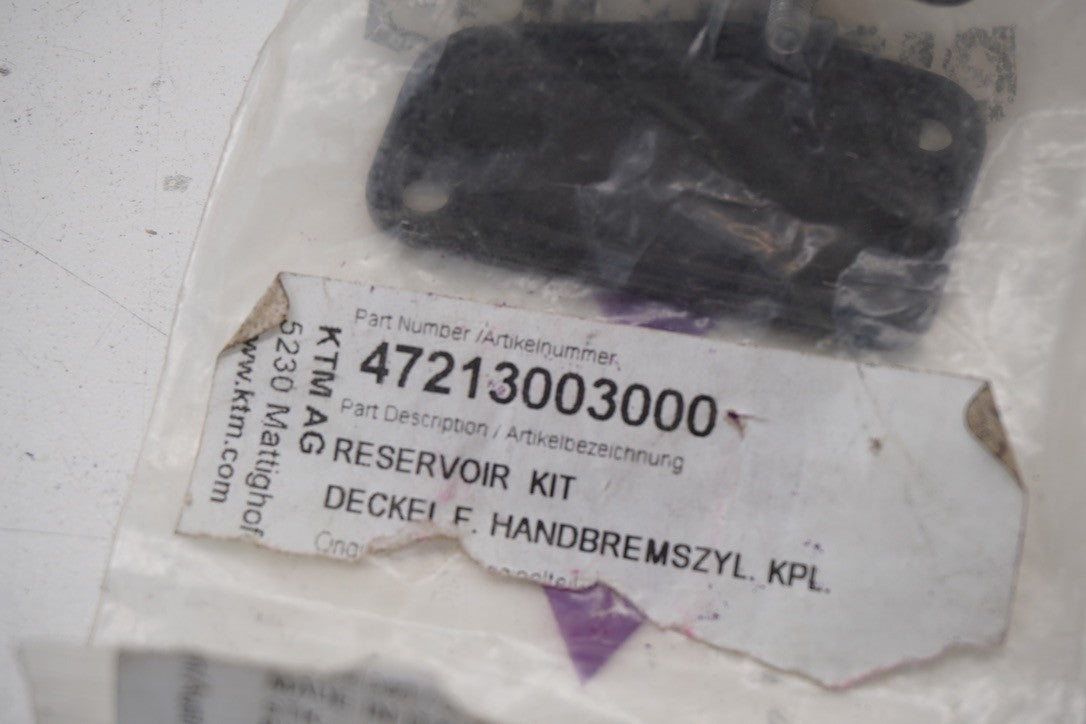 Part Number /Artikelnummer
47213003000
Part Description / Artikelbezeichnung
RESERVOIR KIT
DECKEL F. HANDBREMSZYL. KPL.
KTM AG
5230 Mattighof
www.ktm.com